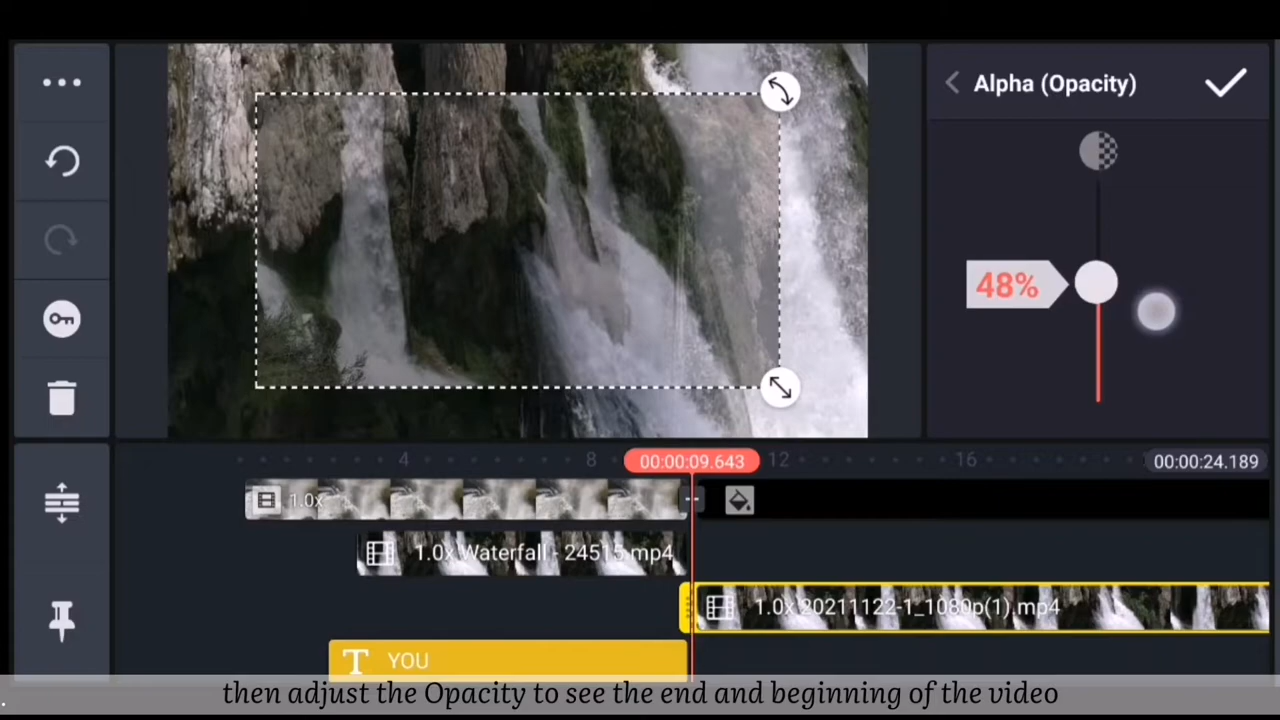 Alpha (Opacity)
48%
4
8
00:00:09.643
12
16
00:00:24.189
1.0x
1.0x Waterfall - 24515.mp4
1.0x 20211122-1_1080p(1).mp4
T YOU
then adjust the Opacity to see the end and beginning of the video